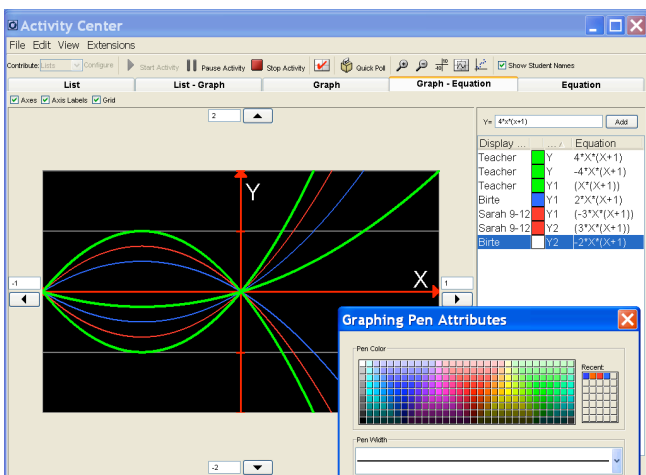 Activity Center
File Edit View Extensions
Contribute: Lists Configure Start Activity Pause Activity Stop Activity Quick Poll Show Student Names
List List - Graph Graph Graph - Equation Equation
Axes Axis Labels Grid
2
Y= 4*x*(x+1) Add
Display ... ... / Equation
Teacher Y 4*X*(X+1)
Teacher Y -4*X*(X+1)
Teacher Y1 (X*(X+1))
Birte Y1 2*X*(X+1)
Sarah 9-12 Y1 (-3*X*(X+1))
Sarah 9-12 Y2 (3*X*(X+1))
Birte Y2 -2*X*(X+1)
Y
X
-1
1
Graphing Pen Attributes
Pen Color
Recent:
Pen Width
-2